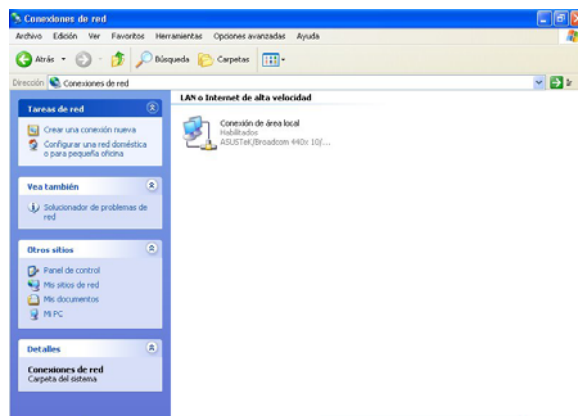 Conexiones de red
Archivo Edición Ver Favoritos Herramientas Opciones avanzadas Ayuda
Atrás Búsqueda Carpetas
Dirección Conexiones de red Ir
Tareas de red
Crear una conexión nueva
Configurar una red doméstica
o para pequeña oficina
Vea también
Solucionador de problemas de
red
Otros sitios
Panel de control
Mis sitios de red
Mis documentos
Mi PC
Detalles
Conexiones de red
Carpeta del sistema
LAN o Internet de alta velocidad
Conexión de área local
Habilitados
ASUSTeK/Broadcom 440x 10/...